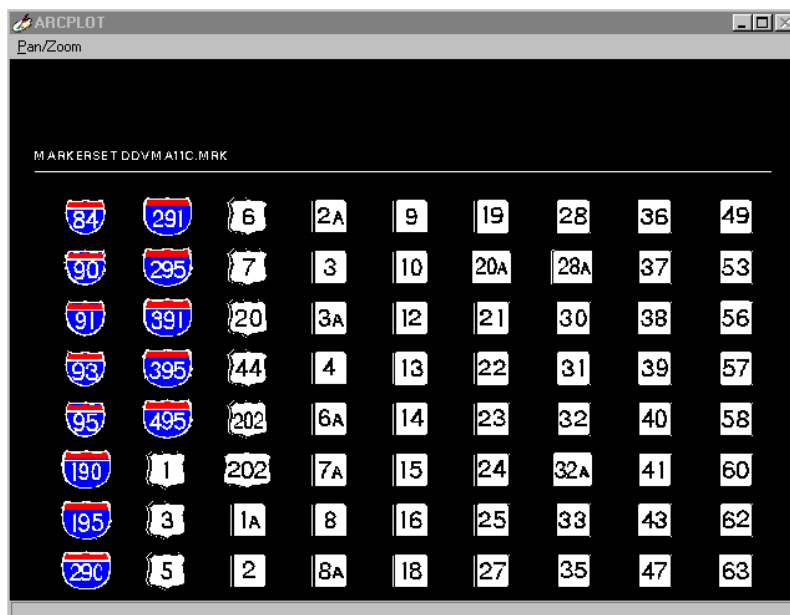 ARCPLOT
Pan/Zoom
MARKERSET DDVMA11C.MRK
84 291 6 2A 9 19 28 36 49
90 295 7 3 10 20A 28A 37 53
91 391 20 3A 12 21 30 38 56
93 395 44 4 13 22 31 39 57
95 495 202 6A 14 23 32 40 58
190 1 202 7A 15 24 32A 41 60
195 3 1A 8 16 25 33 43 62
290 5 2 8A 18 27 35 47 63